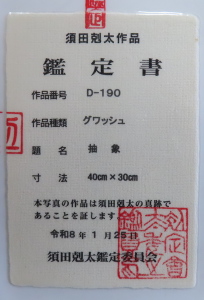 須田剋太作品
鑑定書
作品番号 D-190
作品種類 グワッシュ
題名 抽象
寸法 40cm×30cm
本写真の作品は須田剋太の真跡で
あることを証します。
令和8年1月28日
須田剋太鑑定委員会